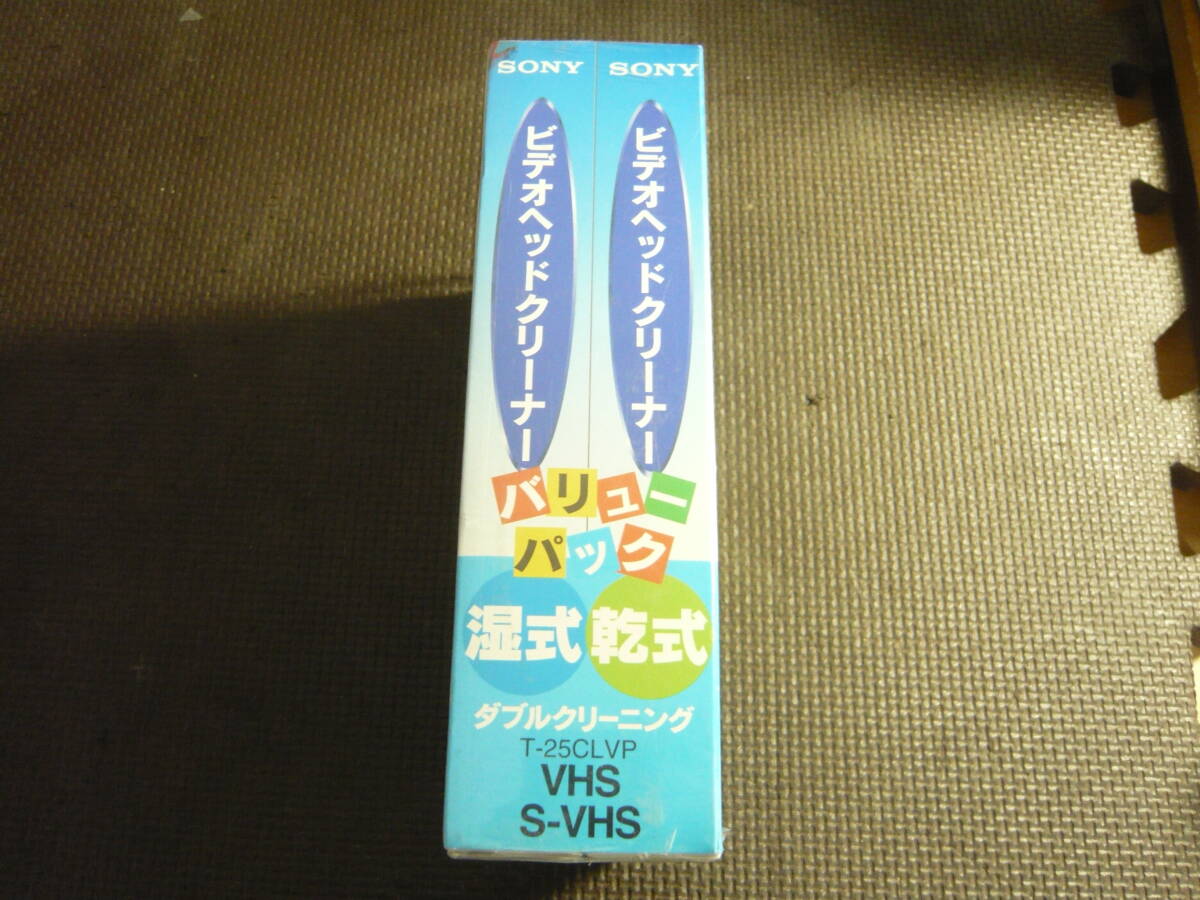 SONY
SONY
ビデオヘッドクリーナー
ビデオヘッドクリーナー
バリュー
パック
湿式 乾式
ダブルクリーニング
T-25CLVP
VHS
S-VHS